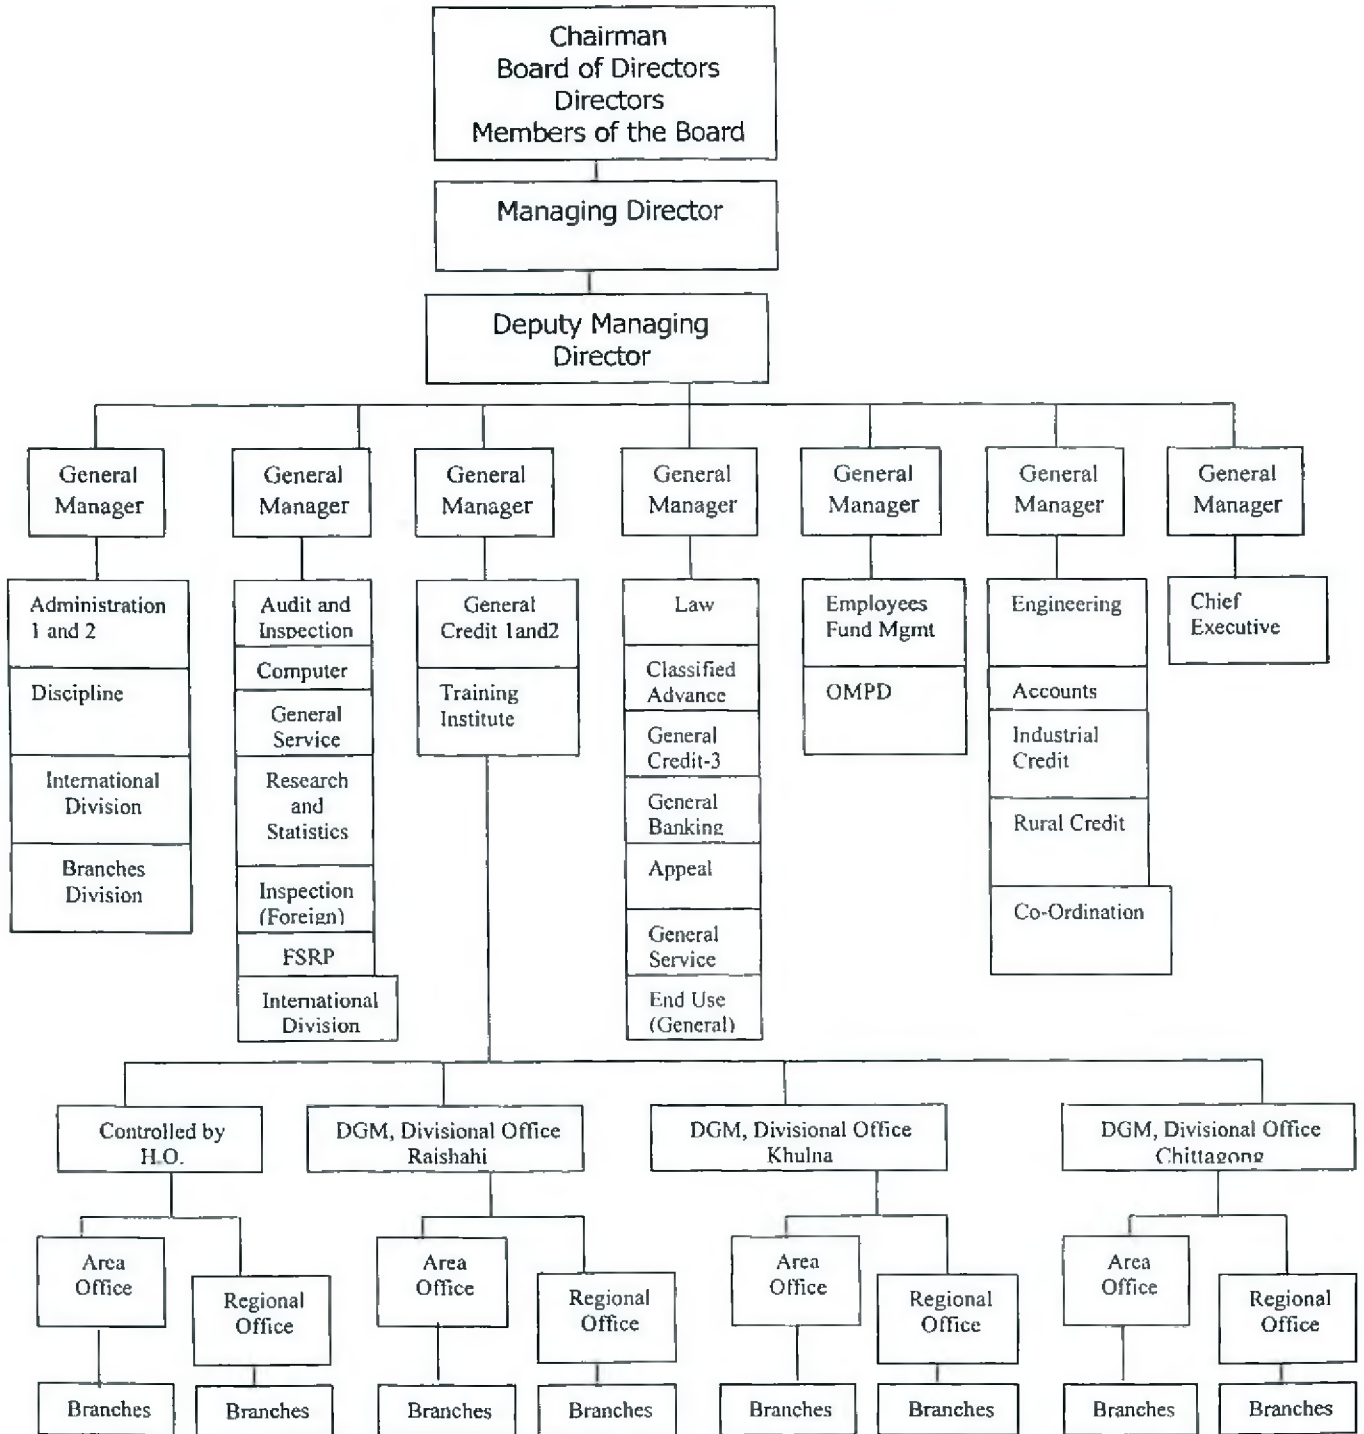 Chairman
Board of Directors
Directors
Members of the Board
Managing Director
Deputy Managing
Director
General
Manager
General
Manager
General
Manager
General
Manager
General
Manager
General
Manager
General
Manager
Administration
1 and 2
Discipline
International
Division
Branches
Division
Audit and
Inspection
Computer
General
Service
Research
and
Statistics
Inspection
(Foreign)
FSRP
International
Division
General
Credit 1and2
Training
Institute
Law
Classified
Advance
General
Credit-3
General
Banking
Appeal
General
Service
End Use
(General)
Employees
Fund Mgmt
OMPD
Engineering
Accounts
Industrial
Credit
Rural Credit
Co-Ordination
Chief
Executive
Controlled by
H.O.
DGM, Divisional Office
Raishahi
DGM, Divisional Office
Khulna
DGM, Divisional Office
Chittagong
Area
Office
Regional
Office
Area
Office
Regional
Office
Area
Office
Regional
Office
Area
Office
Regional
Office
Branches
Branches
Branches
Branches
Branches
Branches
Branches
Branches